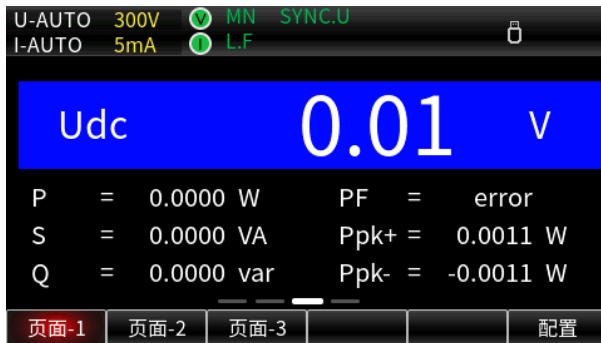 U-AUTO 300V V MN SYNC.U
I-AUTO 5mA I L.F
Udc 0.01 V
P = 0.0000 W PF = error
S = 0.0000 VA Ppk+ = 0.0011 W
Q = 0.0000 var Ppk- = -0.0011 W
页面-1 页面-2 页面-3 配置